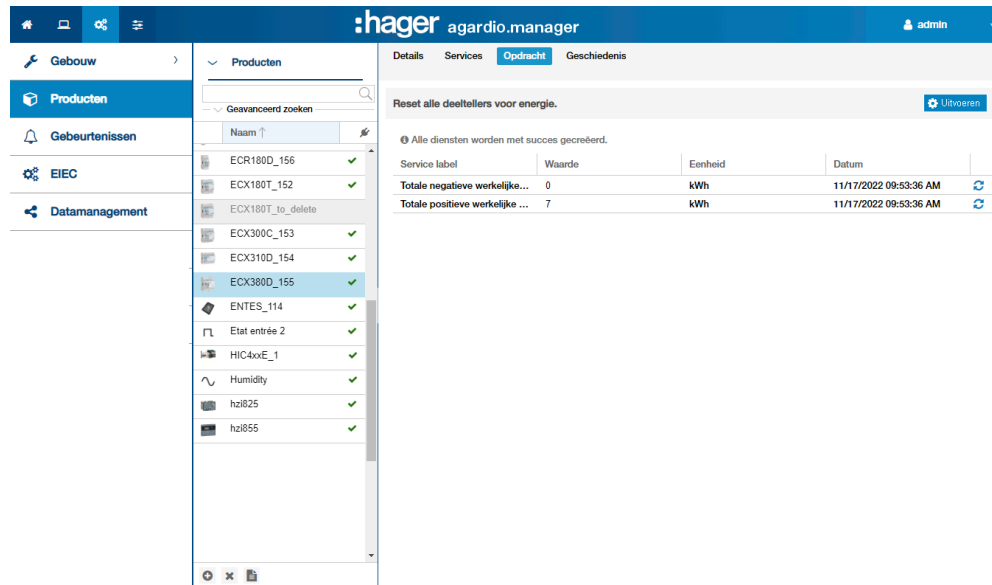 :hager agardio.manager
admin
Gebouw
Producten
Gebeurtenissen
EIEC
Datamanagement
Producten
Geavanceerd zoeken
Naam
ECR180D_156
ECX180T_152
ECX180T_to_delete
ECX300C_153
ECX310D_154
ECX380D_155
ENTES_114
Etat entrée 2
HIC4xxE_1
Humidity
hzi825
hzi855
Details Services Opdracht Geschiedenis
Reset alle deeltellers voor energie. Uitvoeren
Alle diensten worden met succes gecreëerd.
Service label Waarde Eenheid Datum
Totale negatieve werkelijke... 0 kWh 11/17/2022 09:53:36 AM
Totale positieve werkelijke ... 7 kWh 11/17/2022 09:53:36 AM